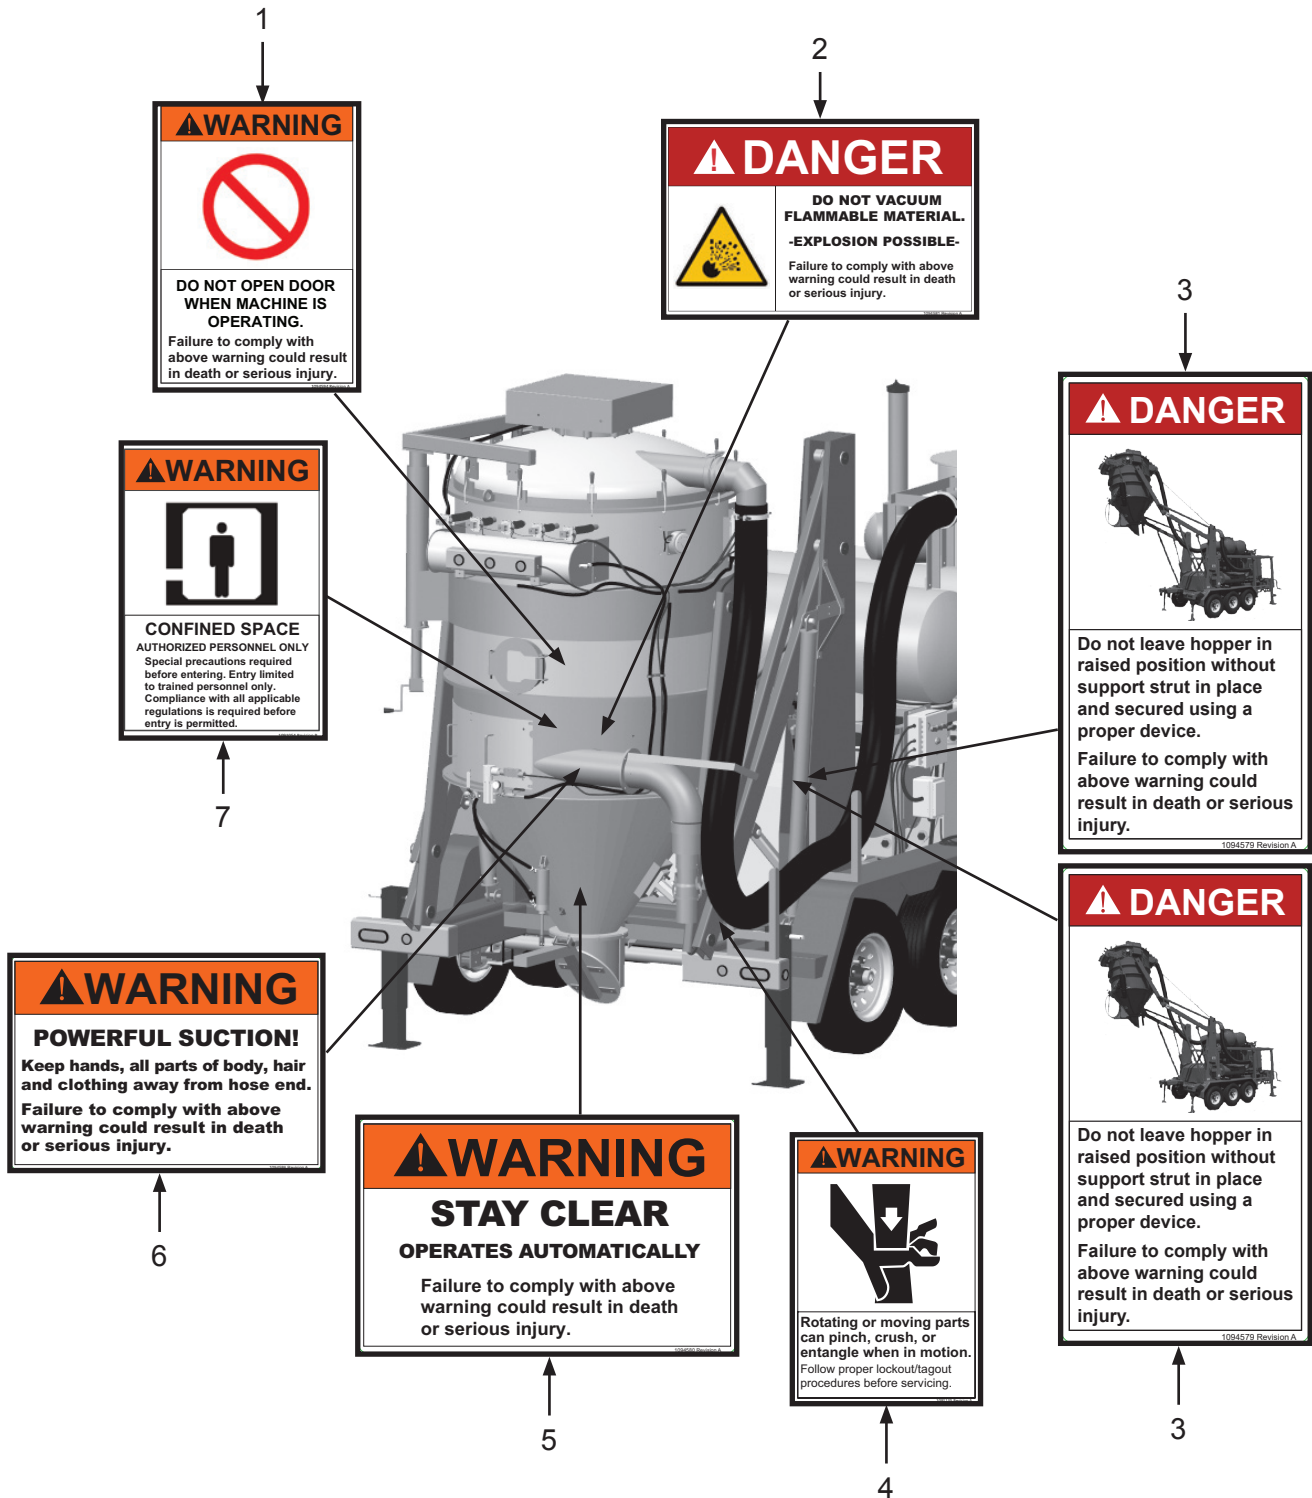 1
WARNING
DO NOT OPEN DOOR
WHEN MACHINE IS
OPERATING.
Failure to comply with
above warning could result
in death or serious injury.
2
DANGER
DO NOT VACUUM
FLAMMABLE MATERIAL.
-EXPLOSION POSSIBLE-
Failure to comply with above
warning could result in death
or serious injury.
3
DANGER
Do not leave hopper in
raised position without
support strut in place
and secured using a
proper device.
Failure to comply with
above warning could
result in death or serious
injury.
1094579 Revision A
WARNING
CONFINED SPACE
AUTHORIZED PERSONNEL ONLY
Special precautions required
before entering. Entry limited
to trained personnel only.
Compliance with all applicable
regulations is required before
entry is permitted.
7
DANGER
Do not leave hopper in
raised position without
support strut in place
and secured using a
proper device.
Failure to comply with
above warning could
result in death or serious
injury.
1094579 Revision A
3
WARNING
POWERFUL SUCTION!
Keep hands, all parts of body, hair
and clothing away from hose end.
Failure to comply with above
warning could result in death
or serious injury.
6
WARNING
STAY CLEAR
OPERATES AUTOMATICALLY
Failure to comply with above
warning could result in death
or serious injury.
1094580 Revision A
5
WARNING
Rotating or moving parts
can pinch, crush, or
entangle when in motion.
Follow proper lockout/tagout
procedures before servicing.
4